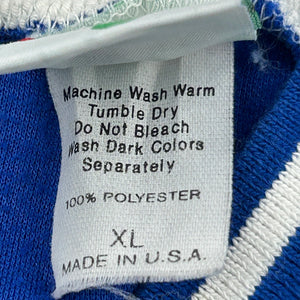 Machine Wash Warm
Tumble Dry
Do Not Bleach
Wash Dark Colors
Separately
100% POLYESTER
XL
MADE IN U.S.A.